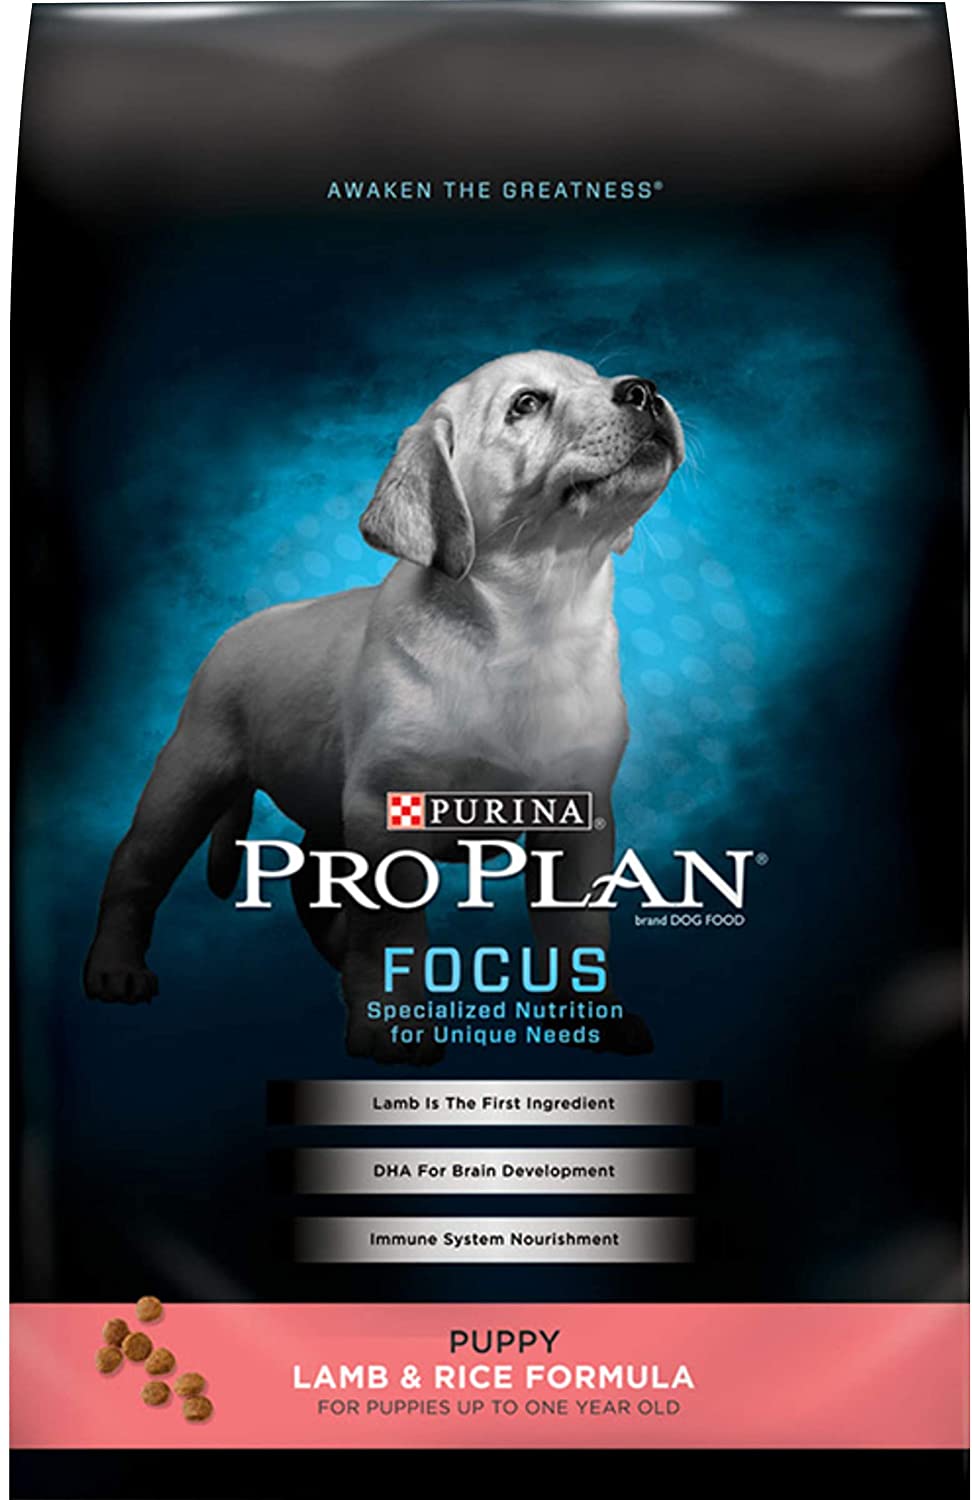 AWAKEN THE GREATNESS®
PURINA®
PRO PLAN®
brand DOG FOOD
FOCUS
Specialized Nutrition
for Unique Needs
Lamb Is The First Ingredient
DHA For Brain Development
Immune System Nourishment
PUPPY
LAMB & RICE FORMULA
FOR PUPPIES UP TO ONE YEAR OLD